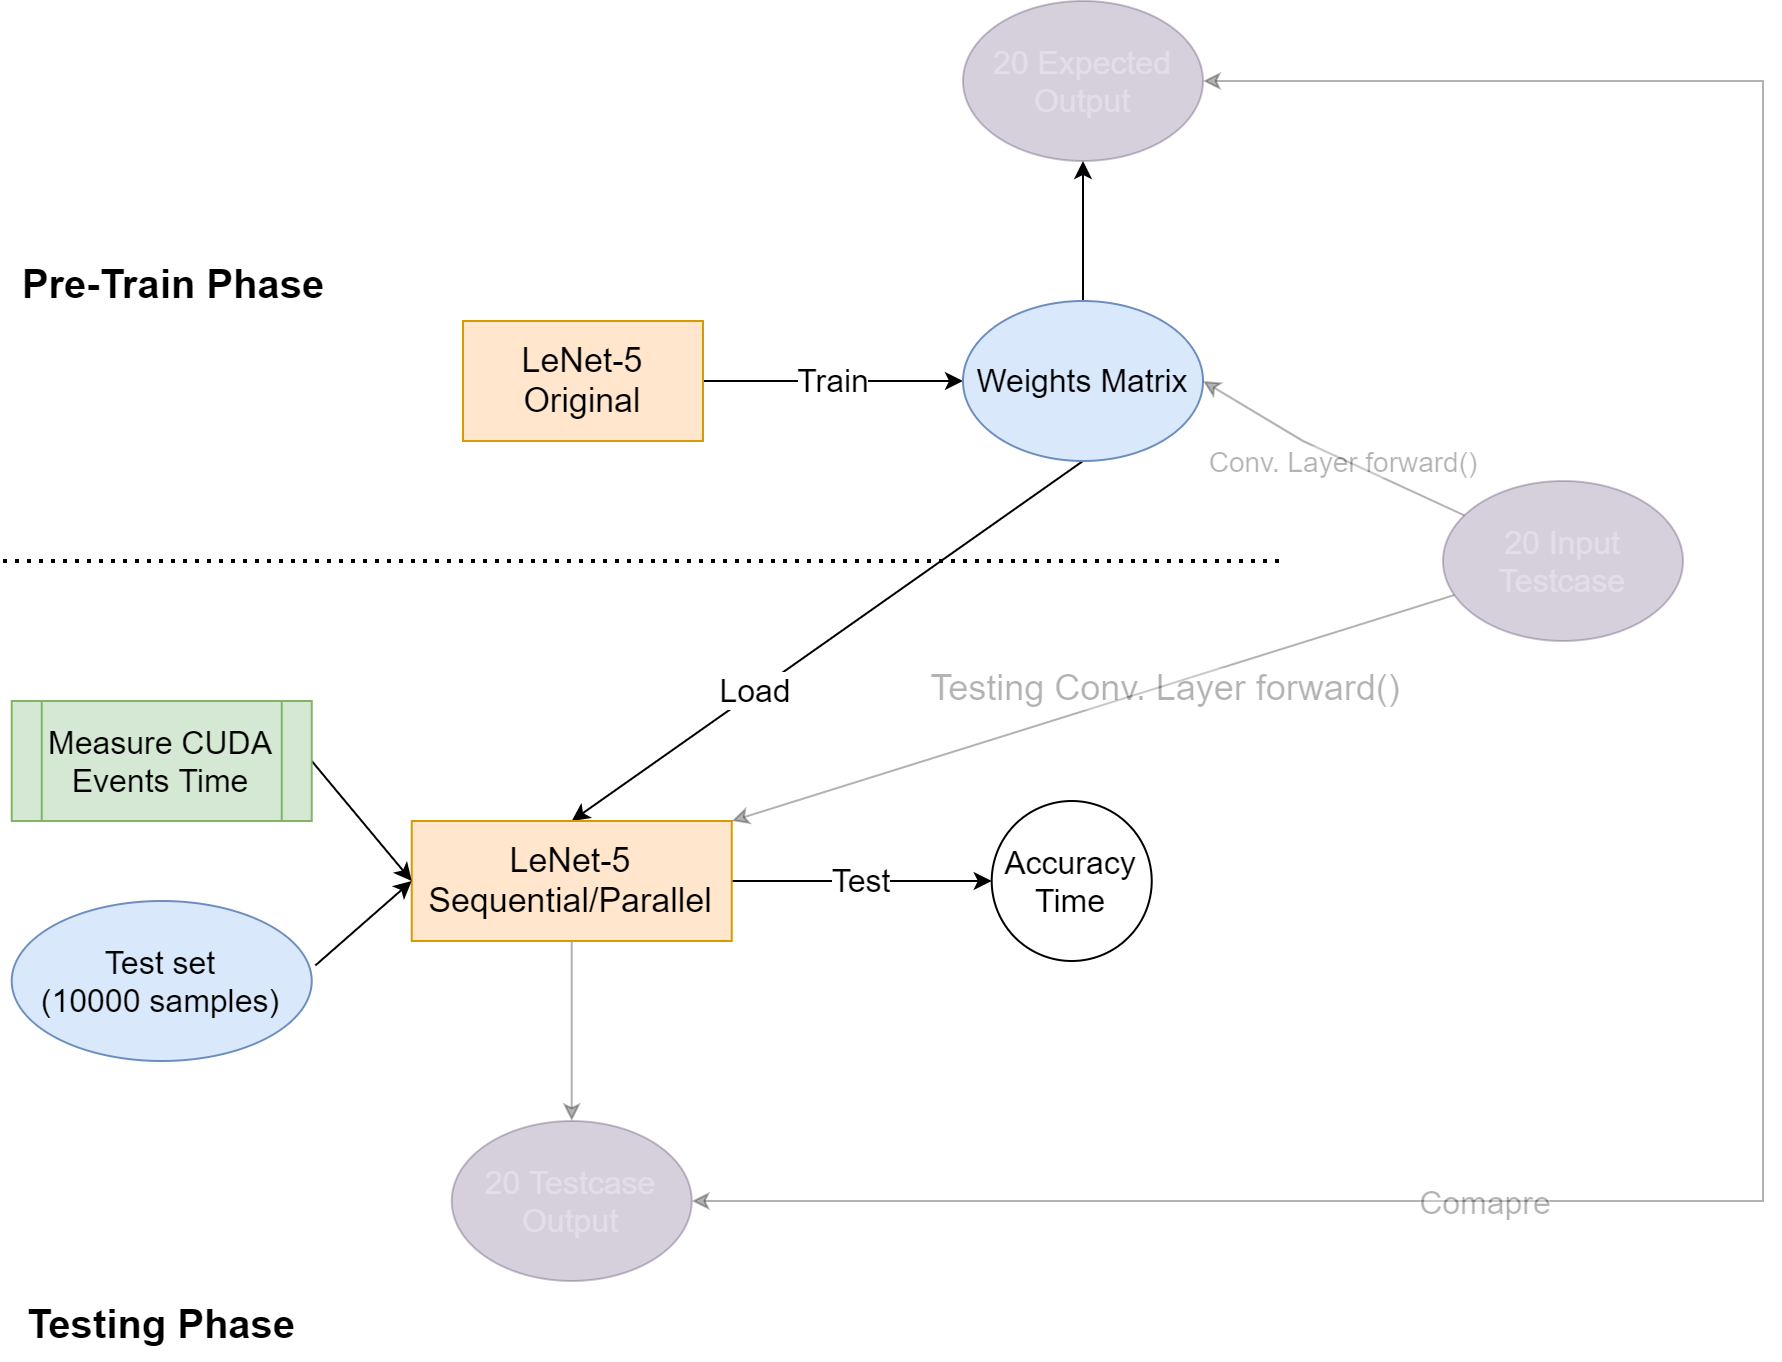 20 Expected
Output
Pre-Train Phase
LeNet-5
Original
Train
Weights Matrix
Conv. Layer forward()
20 Input
Testcase
Load
Testing Conv. Layer forward()
Measure CUDA
Events Time
LeNet-5
Sequential/Parallel
Test
Accuracy
Time
Test set
(10000 samples)
20 Testcase
Output
Comapre
Testing Phase